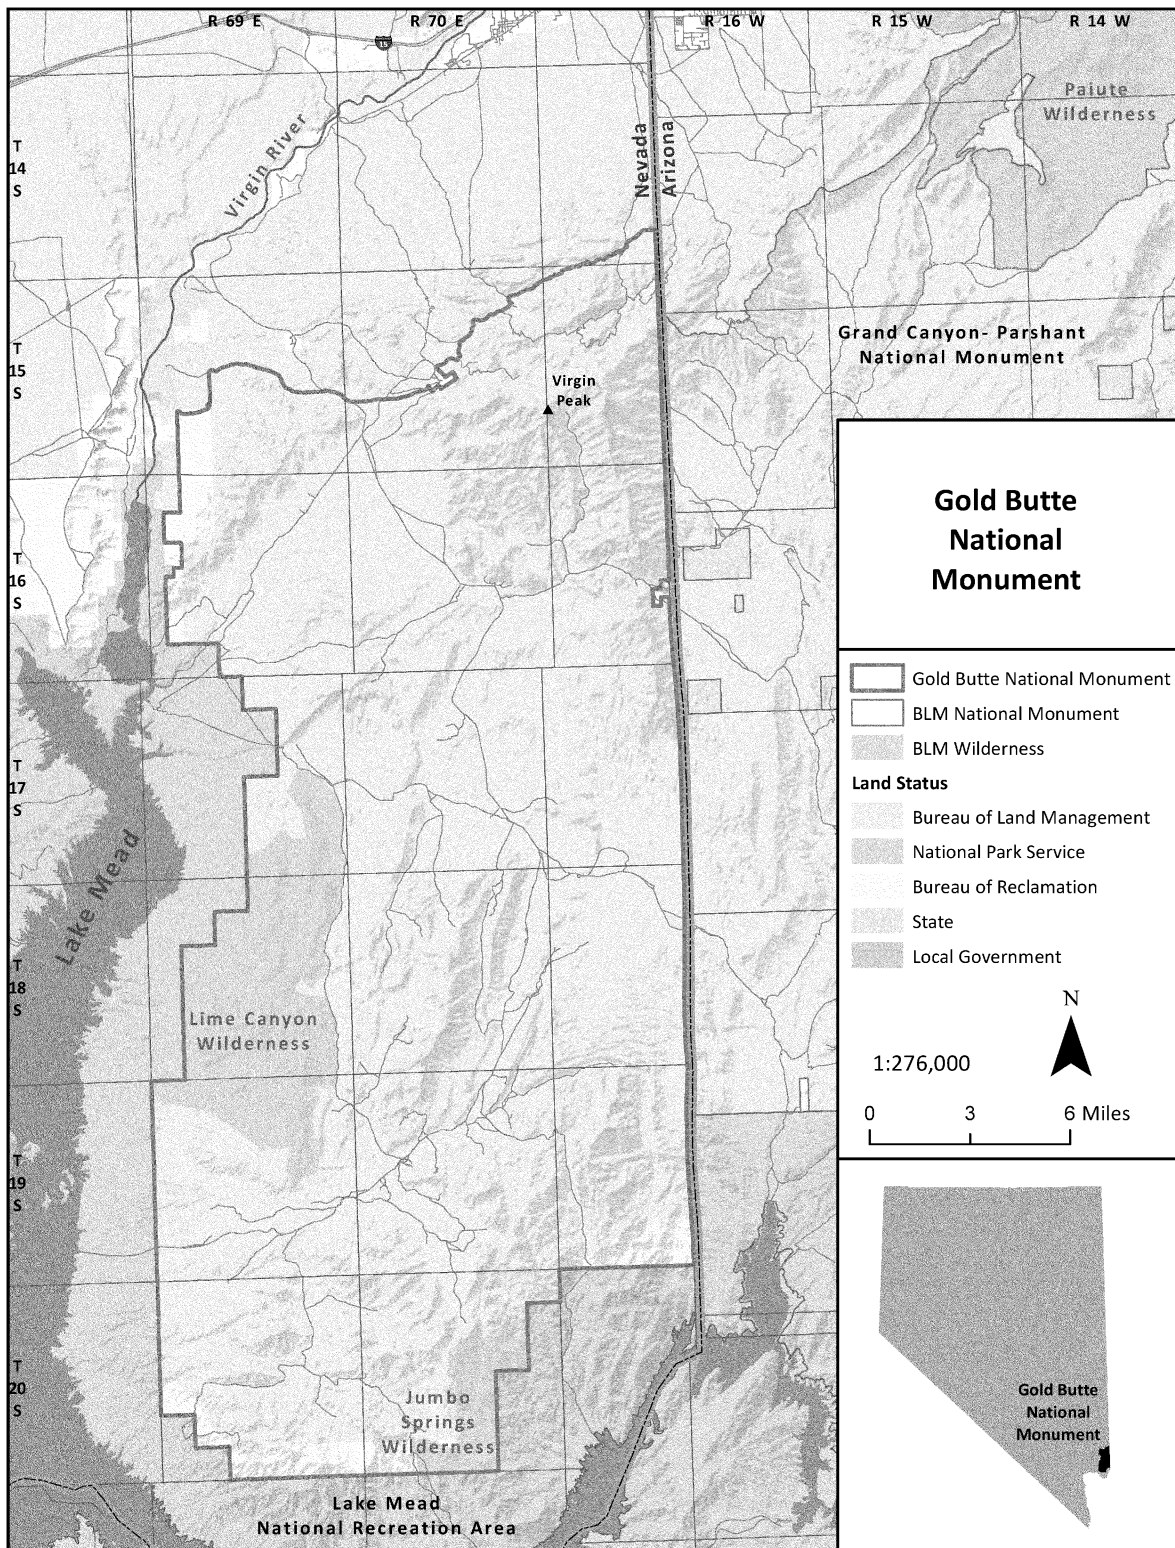 R 69 E
R 70 E
R 16 W
R 15 W
R 14 W
15
Paiute
Wilderness
T
14
S
Virgin River
Nevada
Arizona
Grand Canyon- Parshant
National Monument
T
15
S
Virgin
Peak
Gold Butte
National
Monument
T
16
S
Gold Butte National Monument
BLM National Monument
BLM Wilderness
Land Status
Bureau of Land Management
National Park Service
Bureau of Reclamation
State
Local Government
T
17
S
Lake Mead
T
18
S
Lime Canyon
Wilderness
N
1:276,000
0 3 6 Miles
T
19
S
T
20
S
Jumbo
Springs
Wilderness
Gold Butte
National
Monument
Lake Mead
National Recreation Area